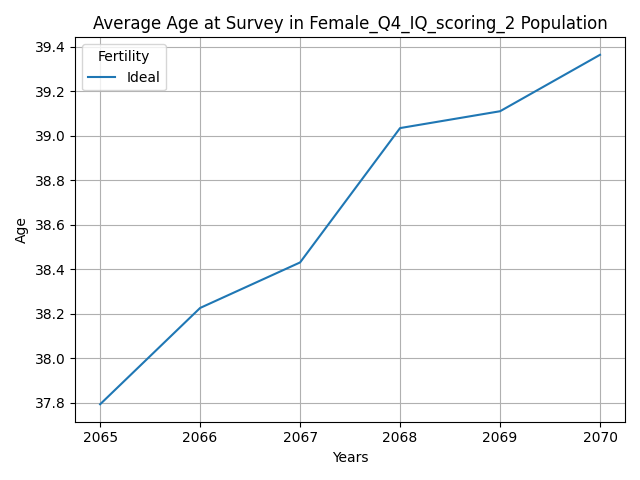 Average Age at Survey in Female_Q4_IQ_scoring_2 Population
Fertility
Ideal
39.4
39.2
39.0
38.8
38.6
38.4
38.2
38.0
37.8
Age
2065 2066 2067 2068 2069 2070
Years